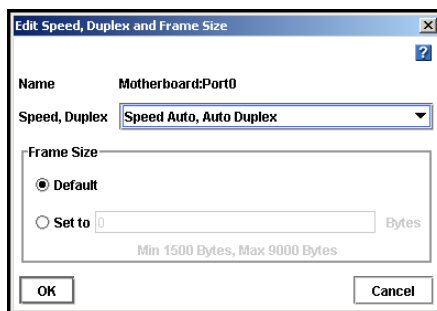 Edit Speed, Duplex and Frame Size
?
Name Motherboard:Port0
Speed, Duplex Speed Auto, Auto Duplex
Frame Size
Default
Set to 0 Bytes
Min 1500 Bytes, Max 9000 Bytes
OK Cancel